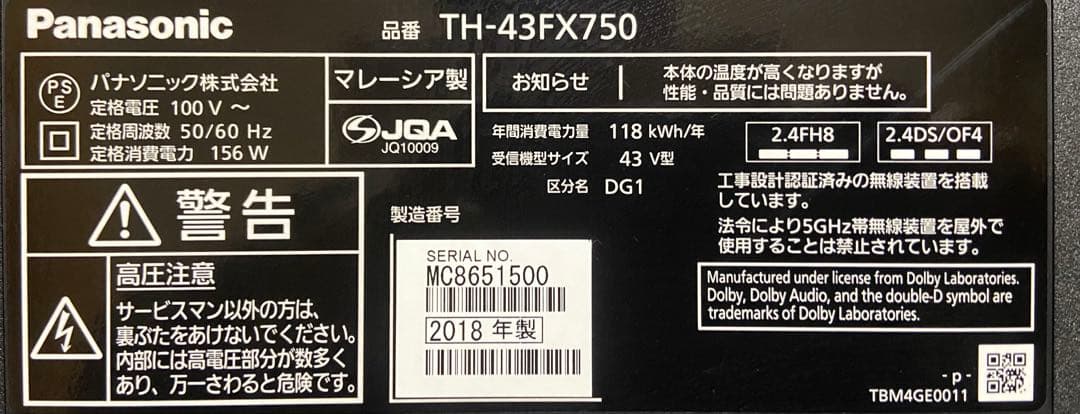 Panasonic
品番 TH-43FX750
PS
E
パナソニック株式会社
定格電圧 100 V ～
定格周波数 50/60 Hz
定格消費電力 156 W
マレーシア製
JQA
JQ10009
お知らせ
本体の温度が高くなりますが
性能・品質には問題ありません。
年間消費電力量 118 kWh/年
受信機型サイズ 43 V型
区分名 DG1
2.4FH8
2.4DS/OF4
工事設計認証済みの無線装置を搭載
しています。
法令により5GHz帯無線装置を屋外で
使用することは禁止されています。
警告
高圧注意
サービスマン以外の方は、
裏ぶたをあけないでください。
内部には高電圧部分が数多く
あり、万一さわると危険です。
製造番号
SERIAL NO.
MC8651500
2018 年製
Manufactured under license from Dolby Laboratories.
Dolby, Dolby Audio, and the double-D symbol are
trademarks of Dolby Laboratories.
- p -
TBM4GE0011